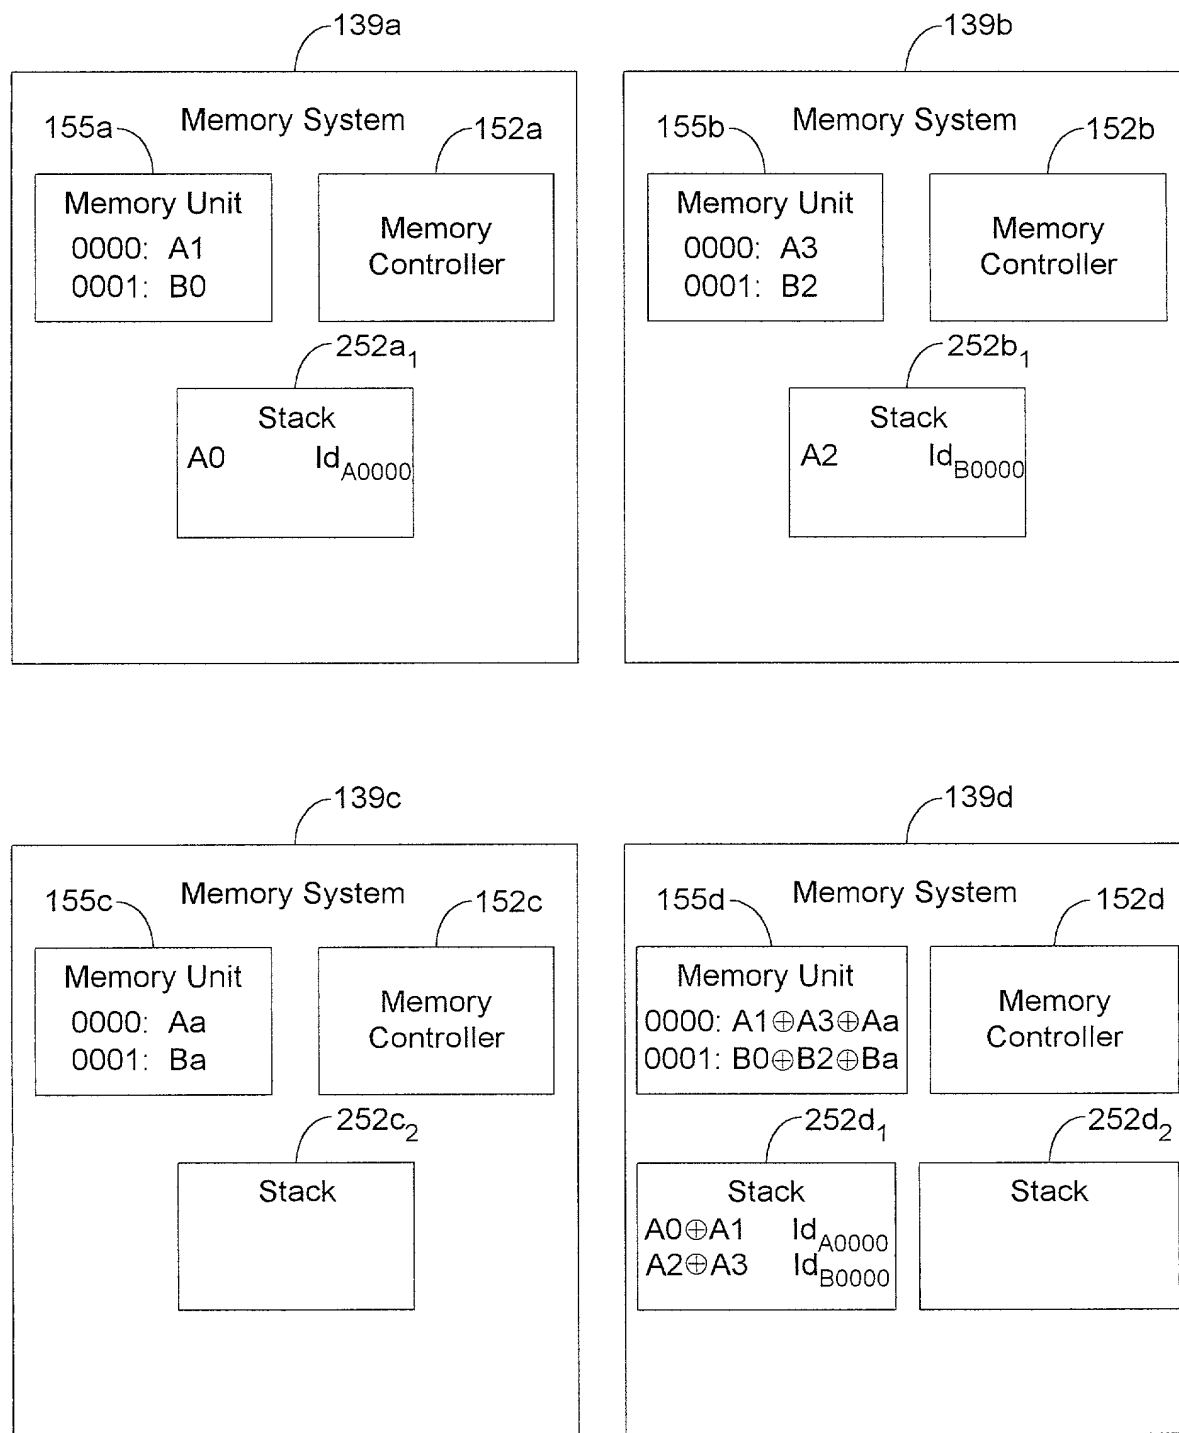 139a
Memory System
155a
152a
Memory Unit
0000: A1
0001: B0
Memory
Controller
252a1
Stack
A0 IdA0000
139b
Memory System
155b
152b
Memory Unit
0000: A3
0001: B2
Memory
Controller
252b1
Stack
A2 IdB0000
139c
Memory System
155c
152c
Memory Unit
0000: Aa
0001: Ba
Memory
Controller
252c2
Stack
139d
Memory System
155d
152d
Memory Unit
0000: A1⊕A3⊕Aa
0001: B0⊕B2⊕Ba
Memory
Controller
252d1
Stack
A0⊕A1 IdA0000
A2⊕A3 IdB0000
252d2
Stack